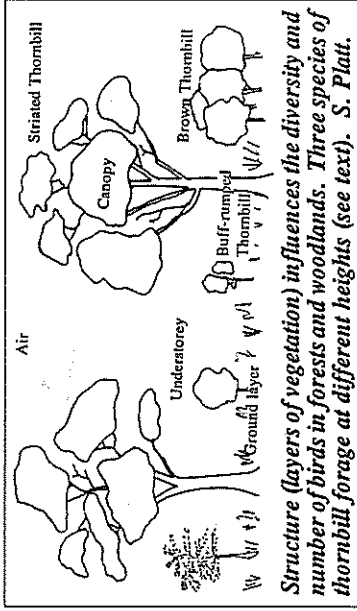 Air
Striated Thornbill
Canopy
Understorey
Buff-rumped
Thornbill
Brown Thornbill
Ground layer
Structure (layers of vegetation) influences the diversity and
number of birds in forests and woodlands. Three species of
thornbill forage at different heights (see text). S. Platt.